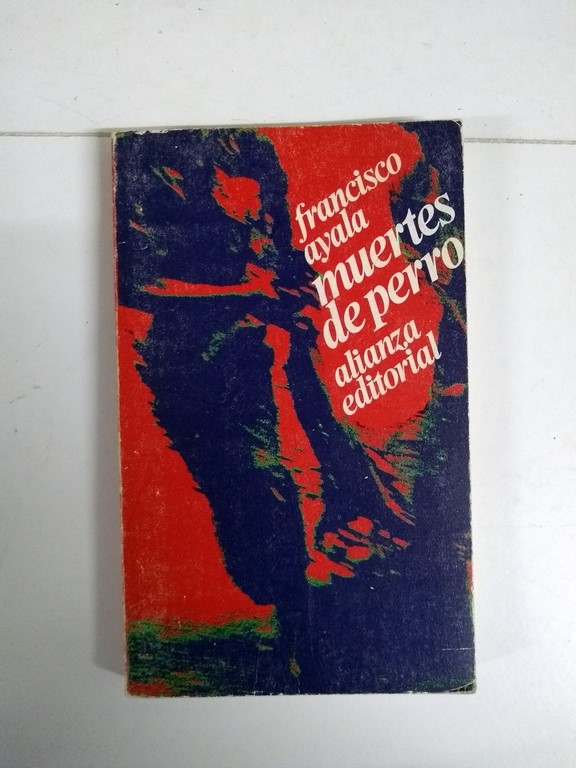 francisco
ayala
muertes
de perro
alianza
editorial